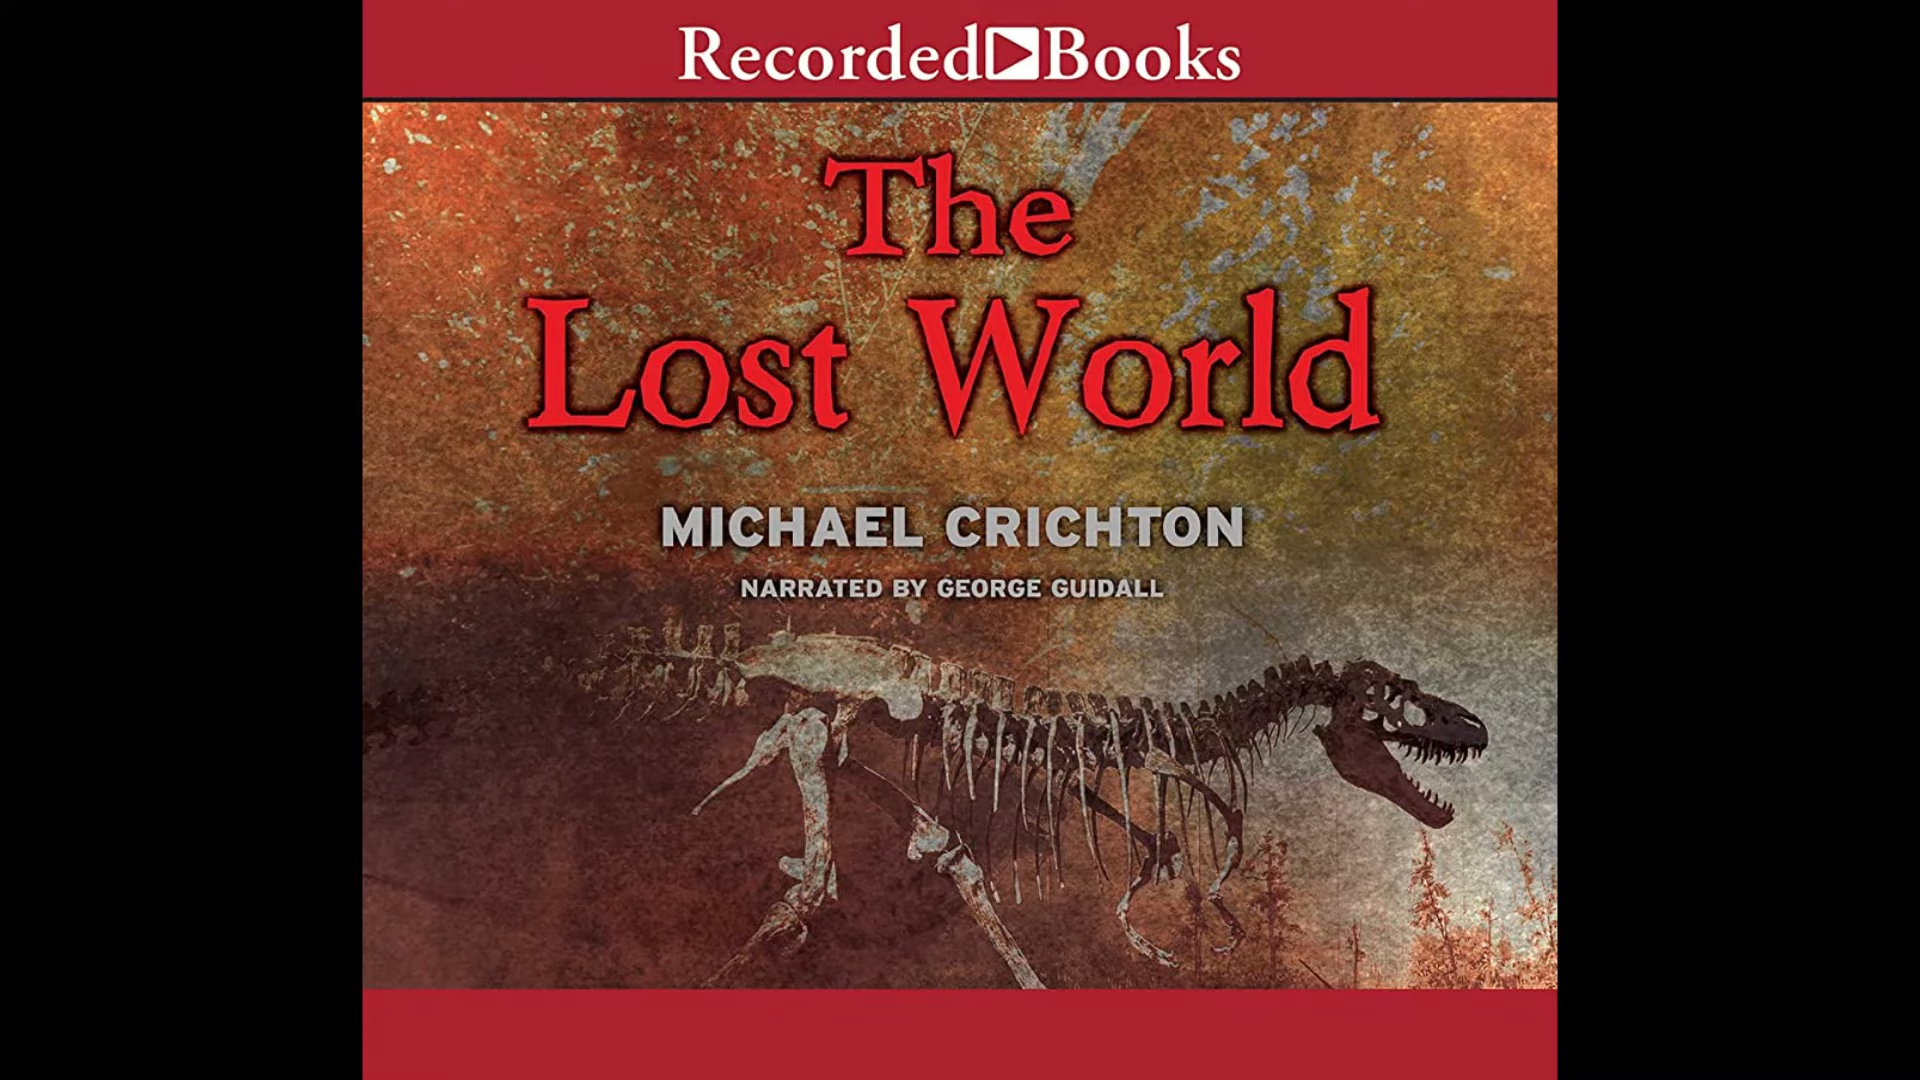 Recorded Books
The
Lost World
MICHAEL CRICHTON
NARRATED BY GEORGE GUIDALL